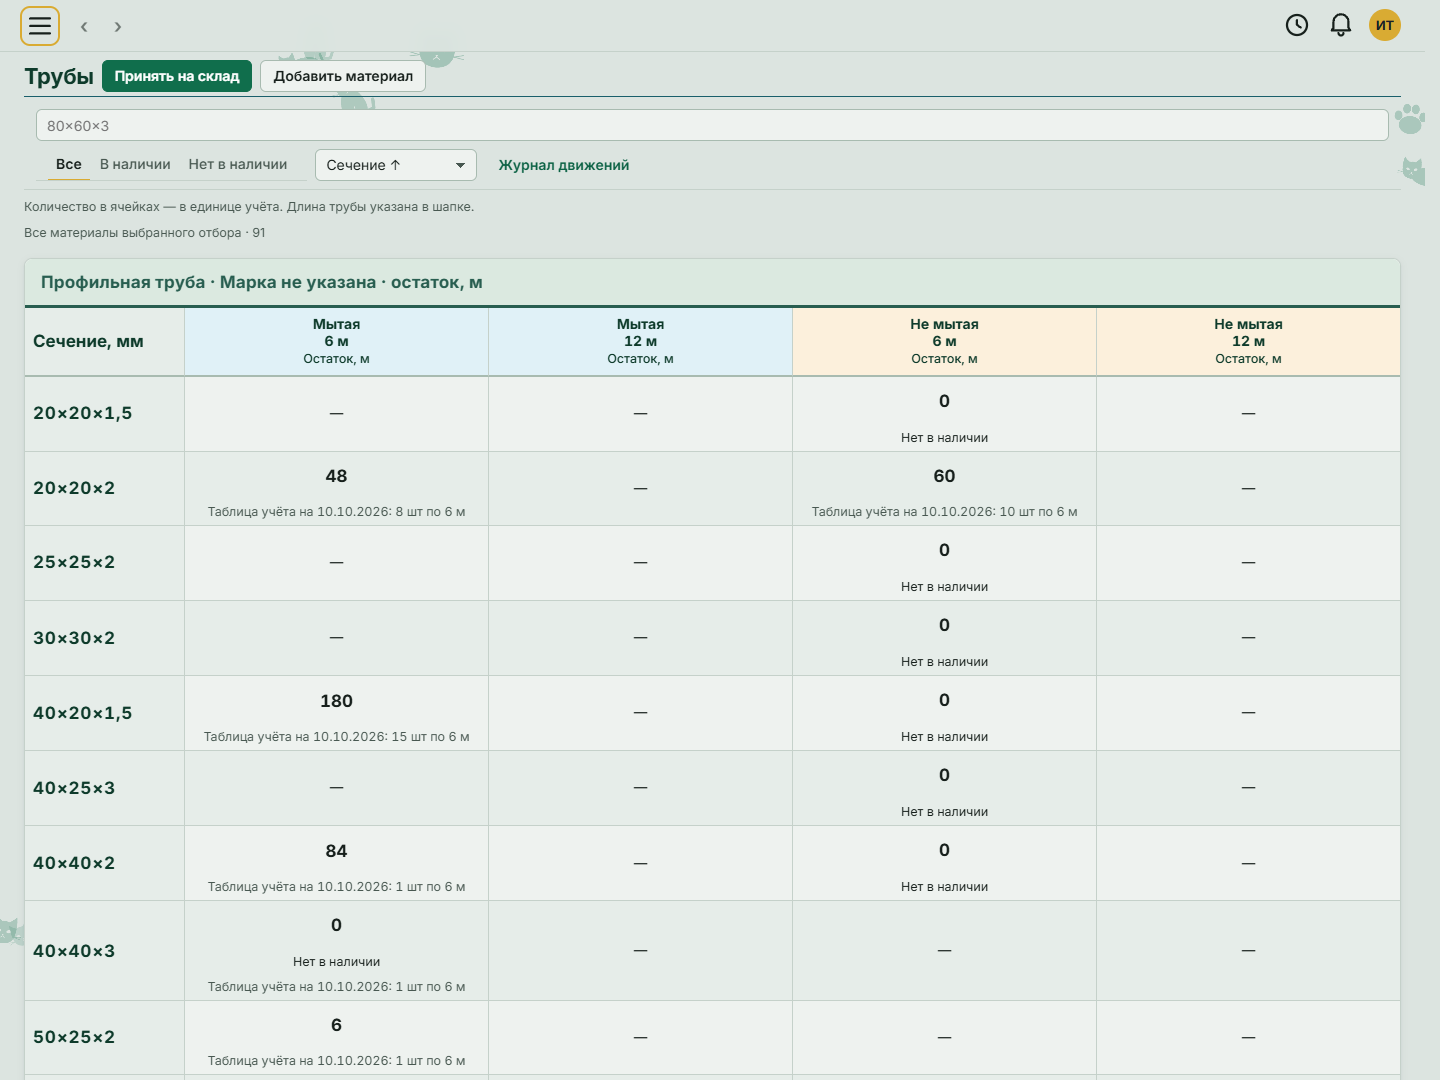 ИТ
Трубы
Принять на склад
Добавить материал
80×60×3
Все
В наличии
Нет в наличии
Сечение ↑
Журнал движений
Количество в ячейках — в единице учёта. Длина трубы указана в шапке.
Все материалы выбранного отбора · 91
Профильная труба · Марка не указана · остаток, м
Сечение, мм
Мытая
6 м
Остаток, м
Мытая
12 м
Остаток, м
Не мытая
6 м
Остаток, м
Не мытая
12 м
Остаток, м
20×20×1,5
—
—
0
Нет в наличии
—
20×20×2
48
Таблица учёта на 10.10.2026: 8 шт по 6 м
—
60
Таблица учёта на 10.10.2026: 10 шт по 6 м
—
25×25×2
—
—
0
Нет в наличии
—
30×30×2
—
—
0
Нет в наличии
—
40×20×1,5
180
Таблица учёта на 10.10.2026: 15 шт по 6 м
—
0
Нет в наличии
—
40×25×3
—
—
0
Нет в наличии
—
40×40×2
84
Таблица учёта на 10.10.2026: 1 шт по 6 м
—
0
Нет в наличии
—
40×40×3
0
Нет в наличии
Таблица учёта на 10.10.2026: 1 шт по 6 м
—
—
—
50×25×2
6
Таблица учёта на 10.10.2026: 1 шт по 6 м
—
—
—